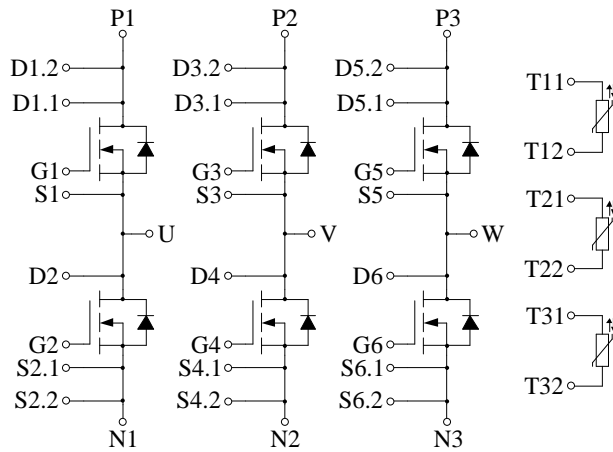 P1 P2 P3
D1.2 D3.2 D5.2
T11
D1.1 D3.1 D5.1
T12
G1 G3 G5
S1 S3 S5
T21
U V W
T22
D2 D4 D6
T31
G2 G4 G6
S2.1 S4.1 S6.1
T32
S2.2 S4.2 S6.2
N1 N2 N3